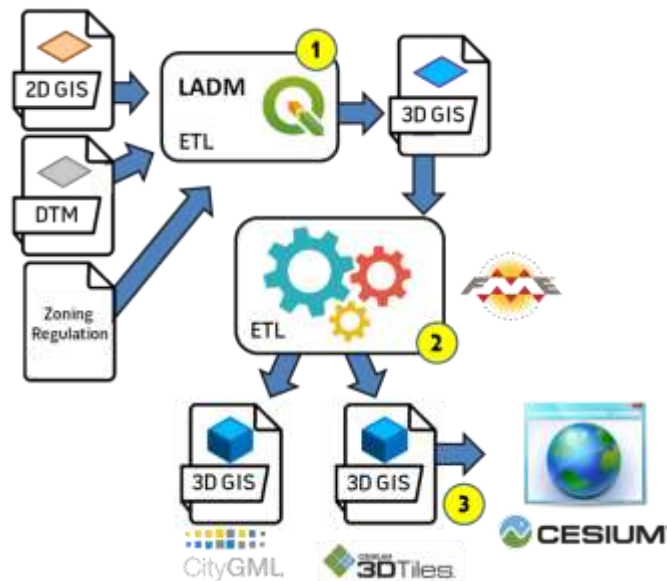 2D GIS
DTM
Zoning
Regulation
LADM
ETL
1
3D GIS
ETL
2
FME
3D GIS
CityGML
3D GIS
3
CESIUM
3DTiles
CESIUM